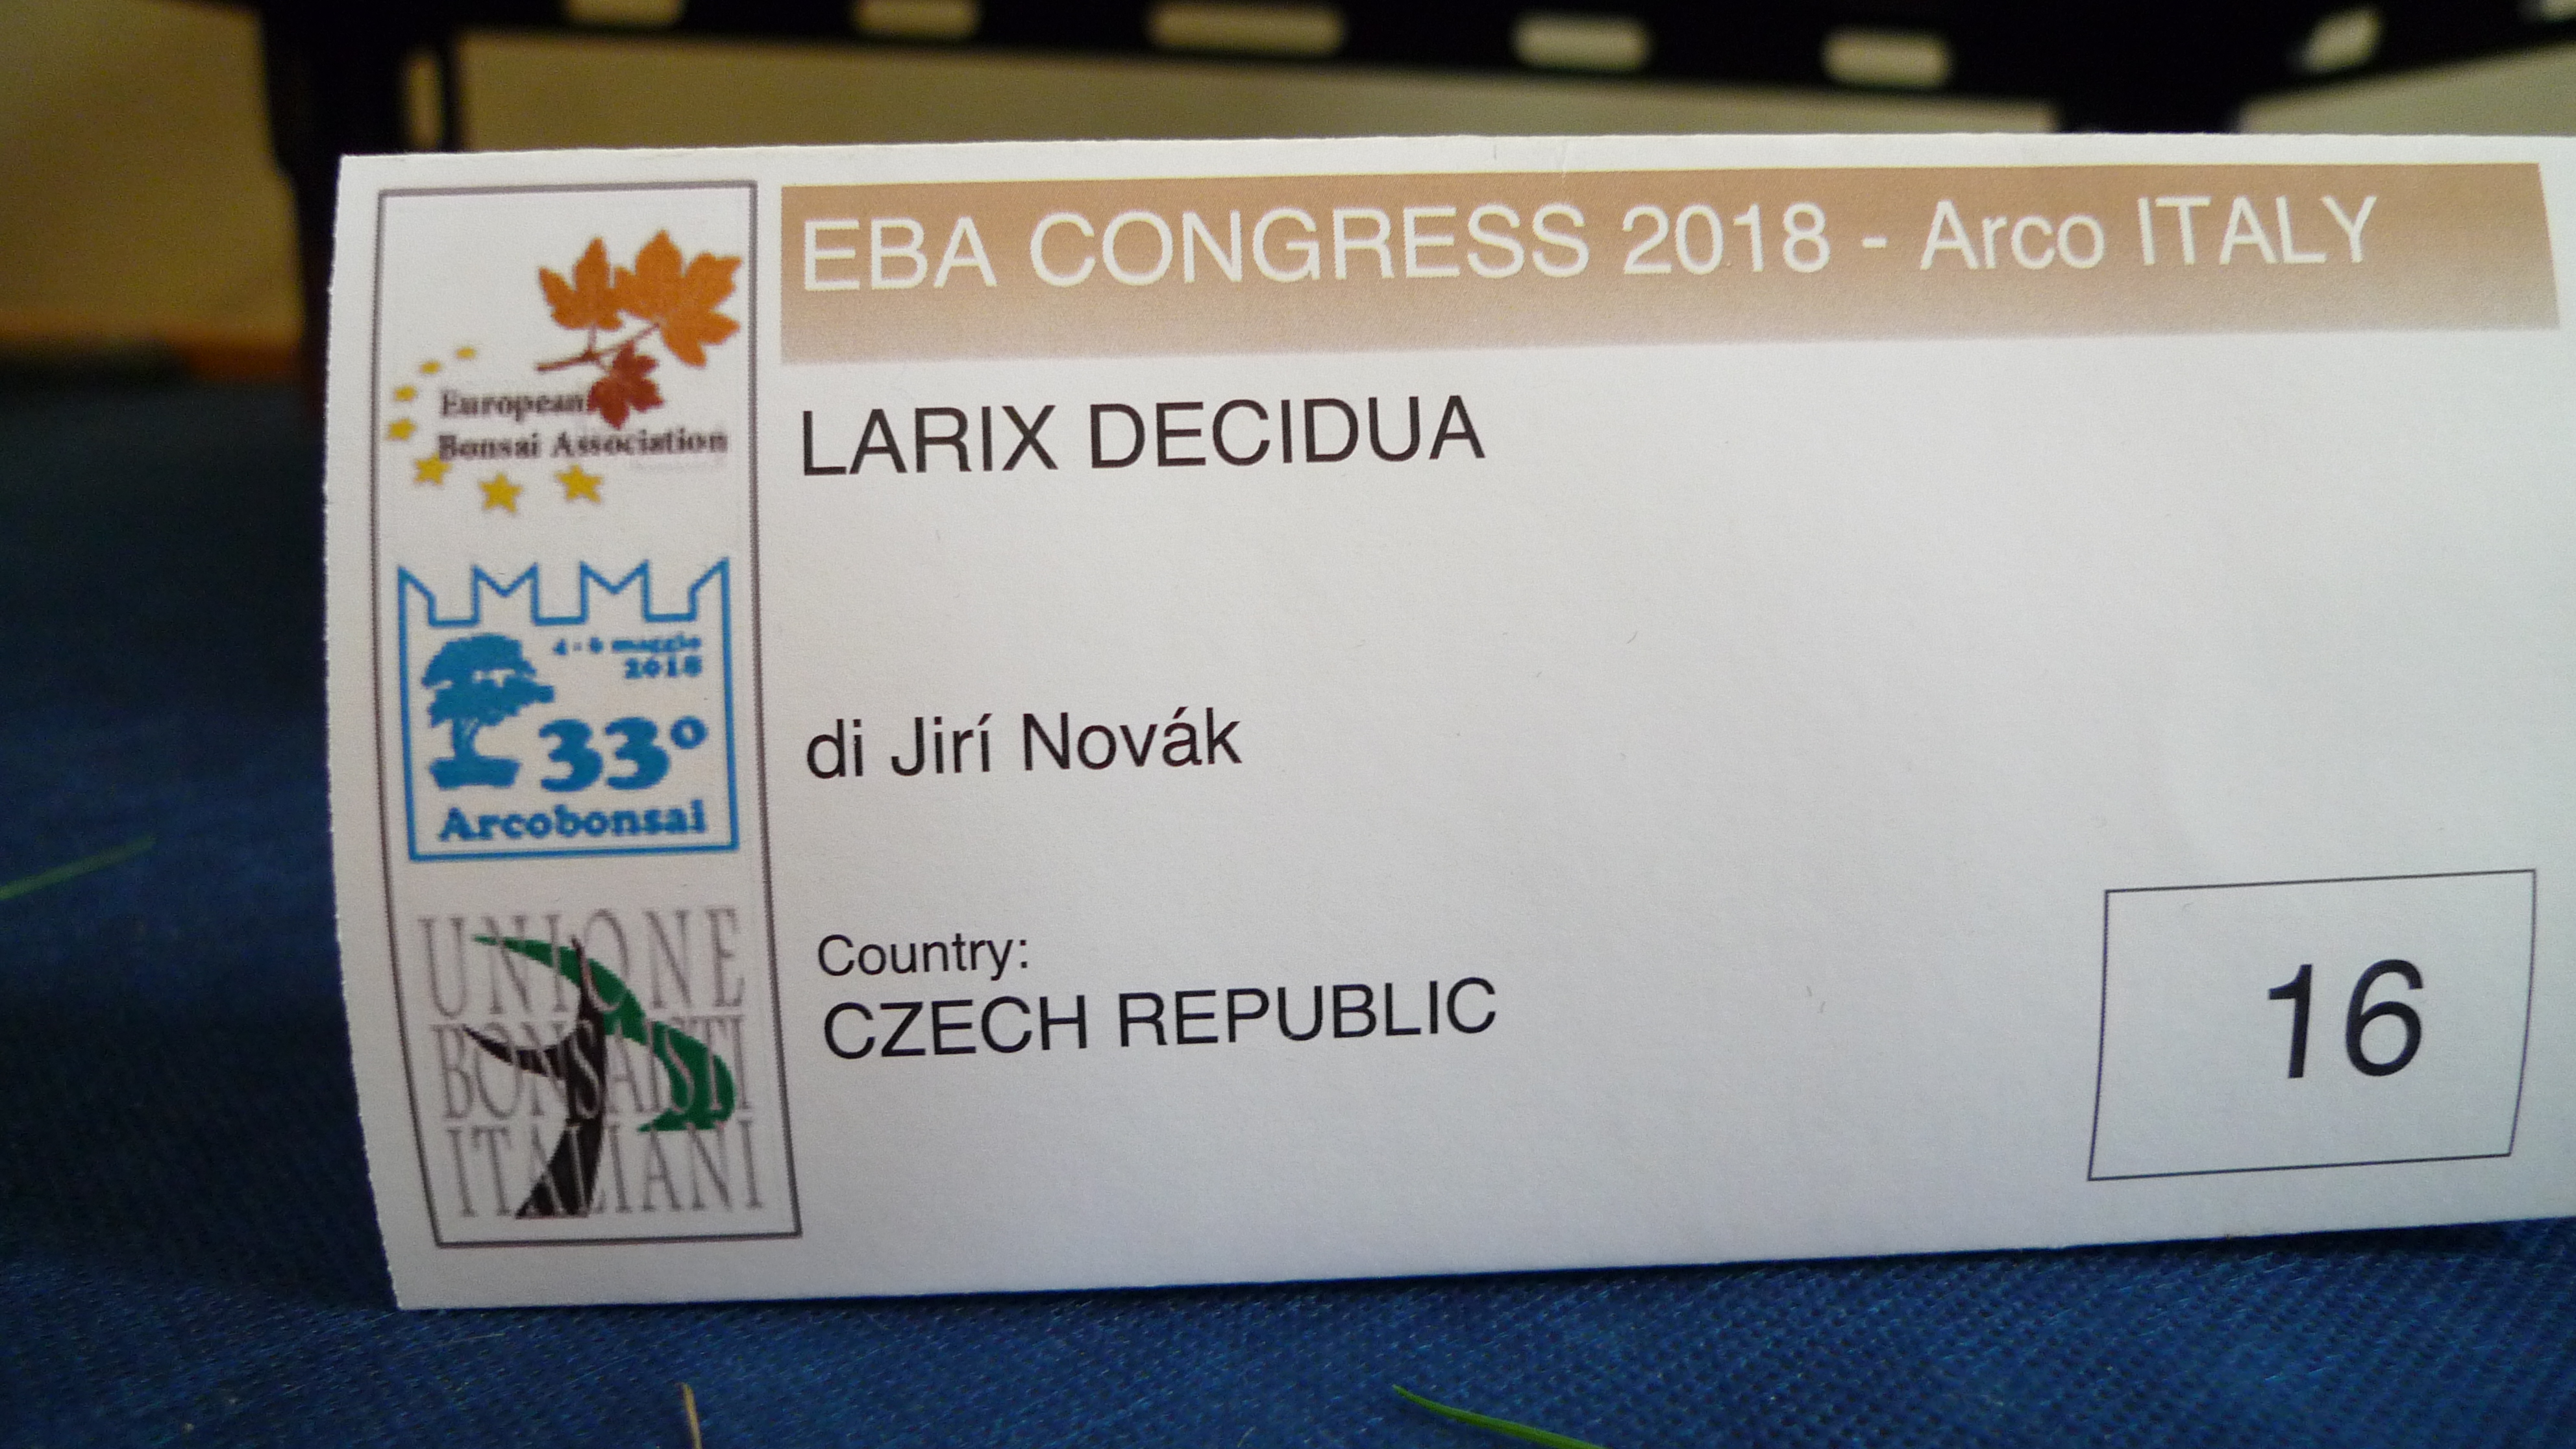 EBA CONGRESS 2018 - Arco ITALY
European
Bonsai Association
LARIX DECIDUA
4 - 6 maggio
2018
33°
Arcobonsai
di Jirí Novák
UNIONE
BONSAISTI
ITALIANI
Country:
CZECH REPUBLIC
16